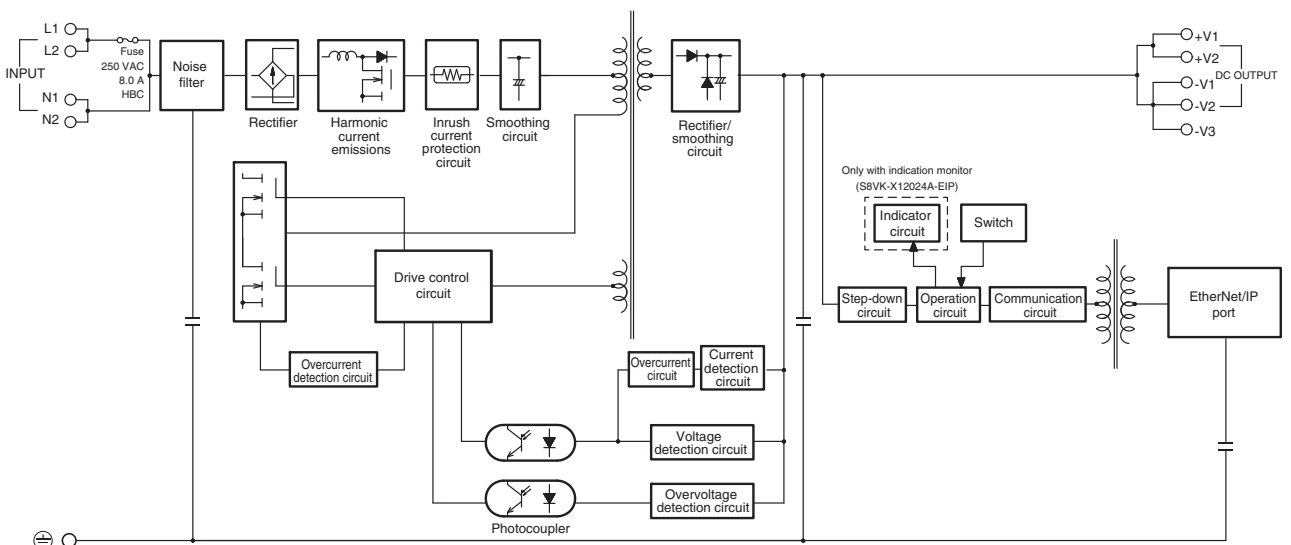 L1
L2
INPUT
N1
N2
Fuse
250 VAC
8.0 A
HBC
Noise
filter
Rectifier
Harmonic
current
emissions
Inrush
current
protection
circuit
Smoothing
circuit
Rectifier/
smoothing
circuit
+V1
+V2
DC OUTPUT
-V1
-V2
-V3
Only with indication monitor
(S8VK-X12024A-EIP)
Indicator
circuit
Switch
Drive control
circuit
Step-down
circuit
Operation
circuit
Communication
circuit
EtherNet/IP
port
Overcurrent
detection circuit
Overcurrent
circuit
Current
detection
circuit
Voltage
detection circuit
Overvoltage
detection circuit
Photocoupler